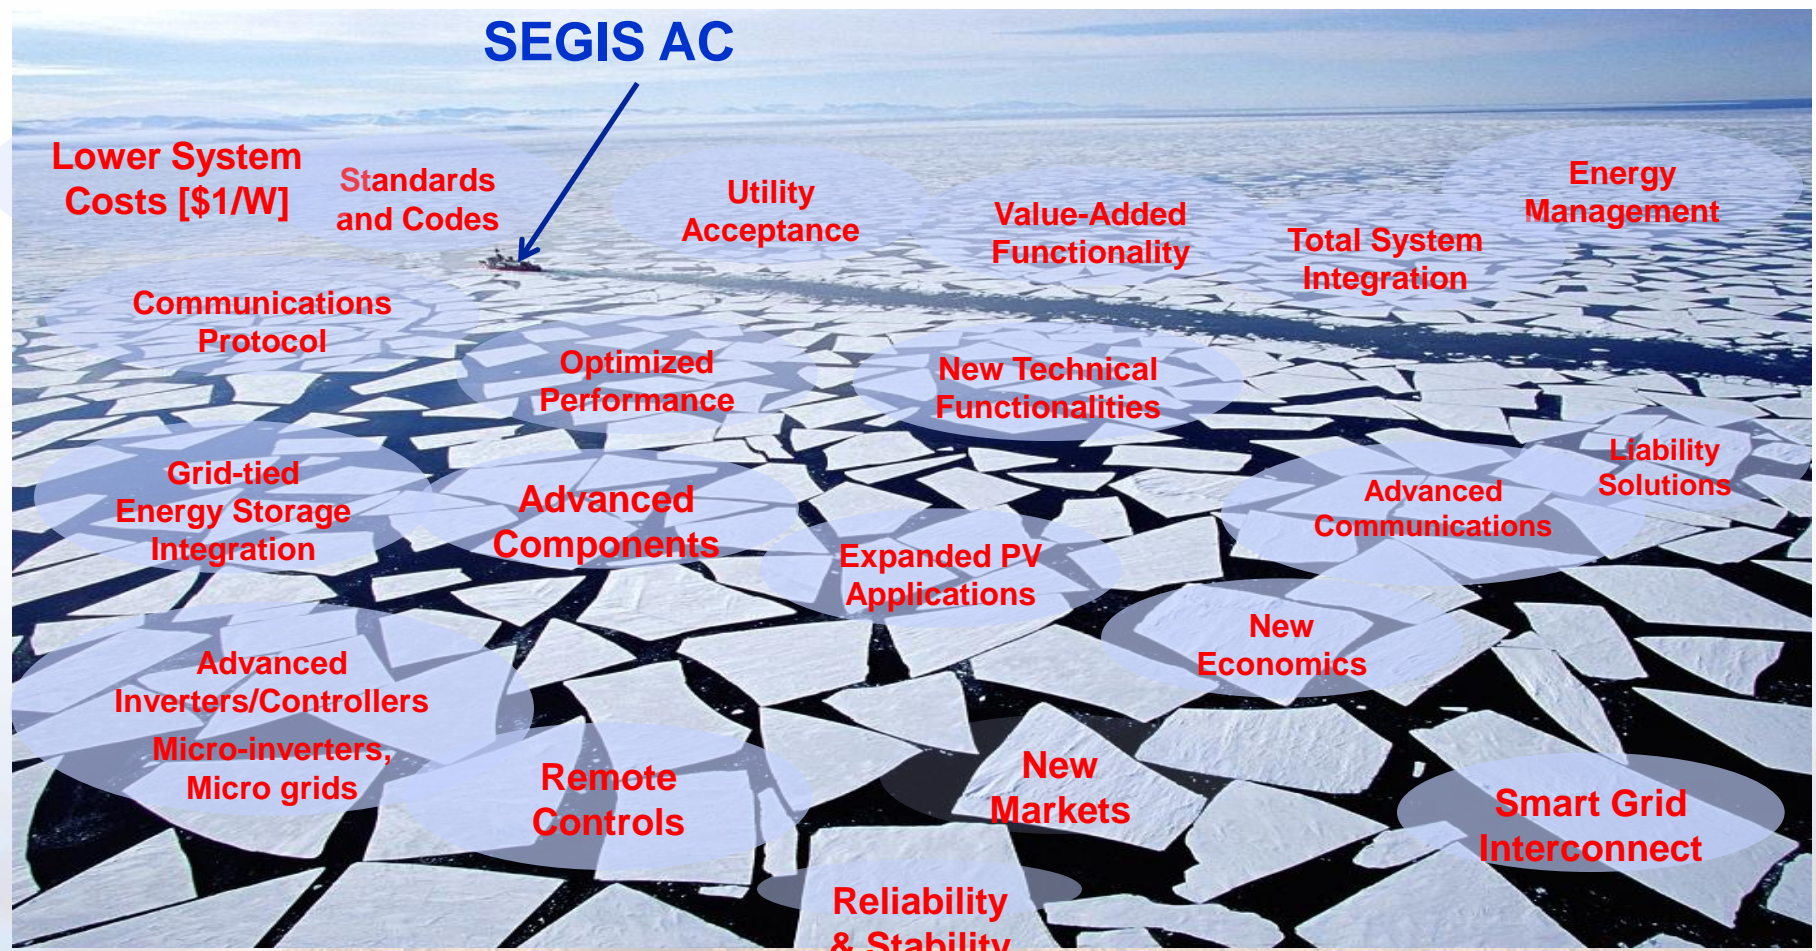 SEGIS AC
Lower System
Costs [$1/W]
Standards
and Codes
Utility
Acceptance
Value-Added
Functionality
Total System
Integration
Energy
Management
Communications
Protocol
Optimized
Performance
New Technical
Functionalities
Grid-tied
Energy Storage
Integration
Advanced
Components
Expanded PV
Applications
Advanced
Communications
Liability
Solutions
New
Economics
Advanced
Inverters/Controllers
Micro-inverters,
Micro grids
Remote
Controls
New
Markets
Smart Grid
Interconnect
Reliability
& Stability